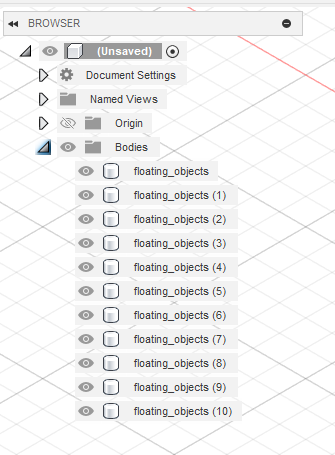 BROWSER
(Unsaved)
Document Settings
Named Views
Origin
Bodies
floating_objects
floating_objects (1)
floating_objects (2)
floating_objects (3)
floating_objects (4)
floating_objects (5)
floating_objects (6)
floating_objects (7)
floating_objects (8)
floating_objects (9)
floating_objects (10)